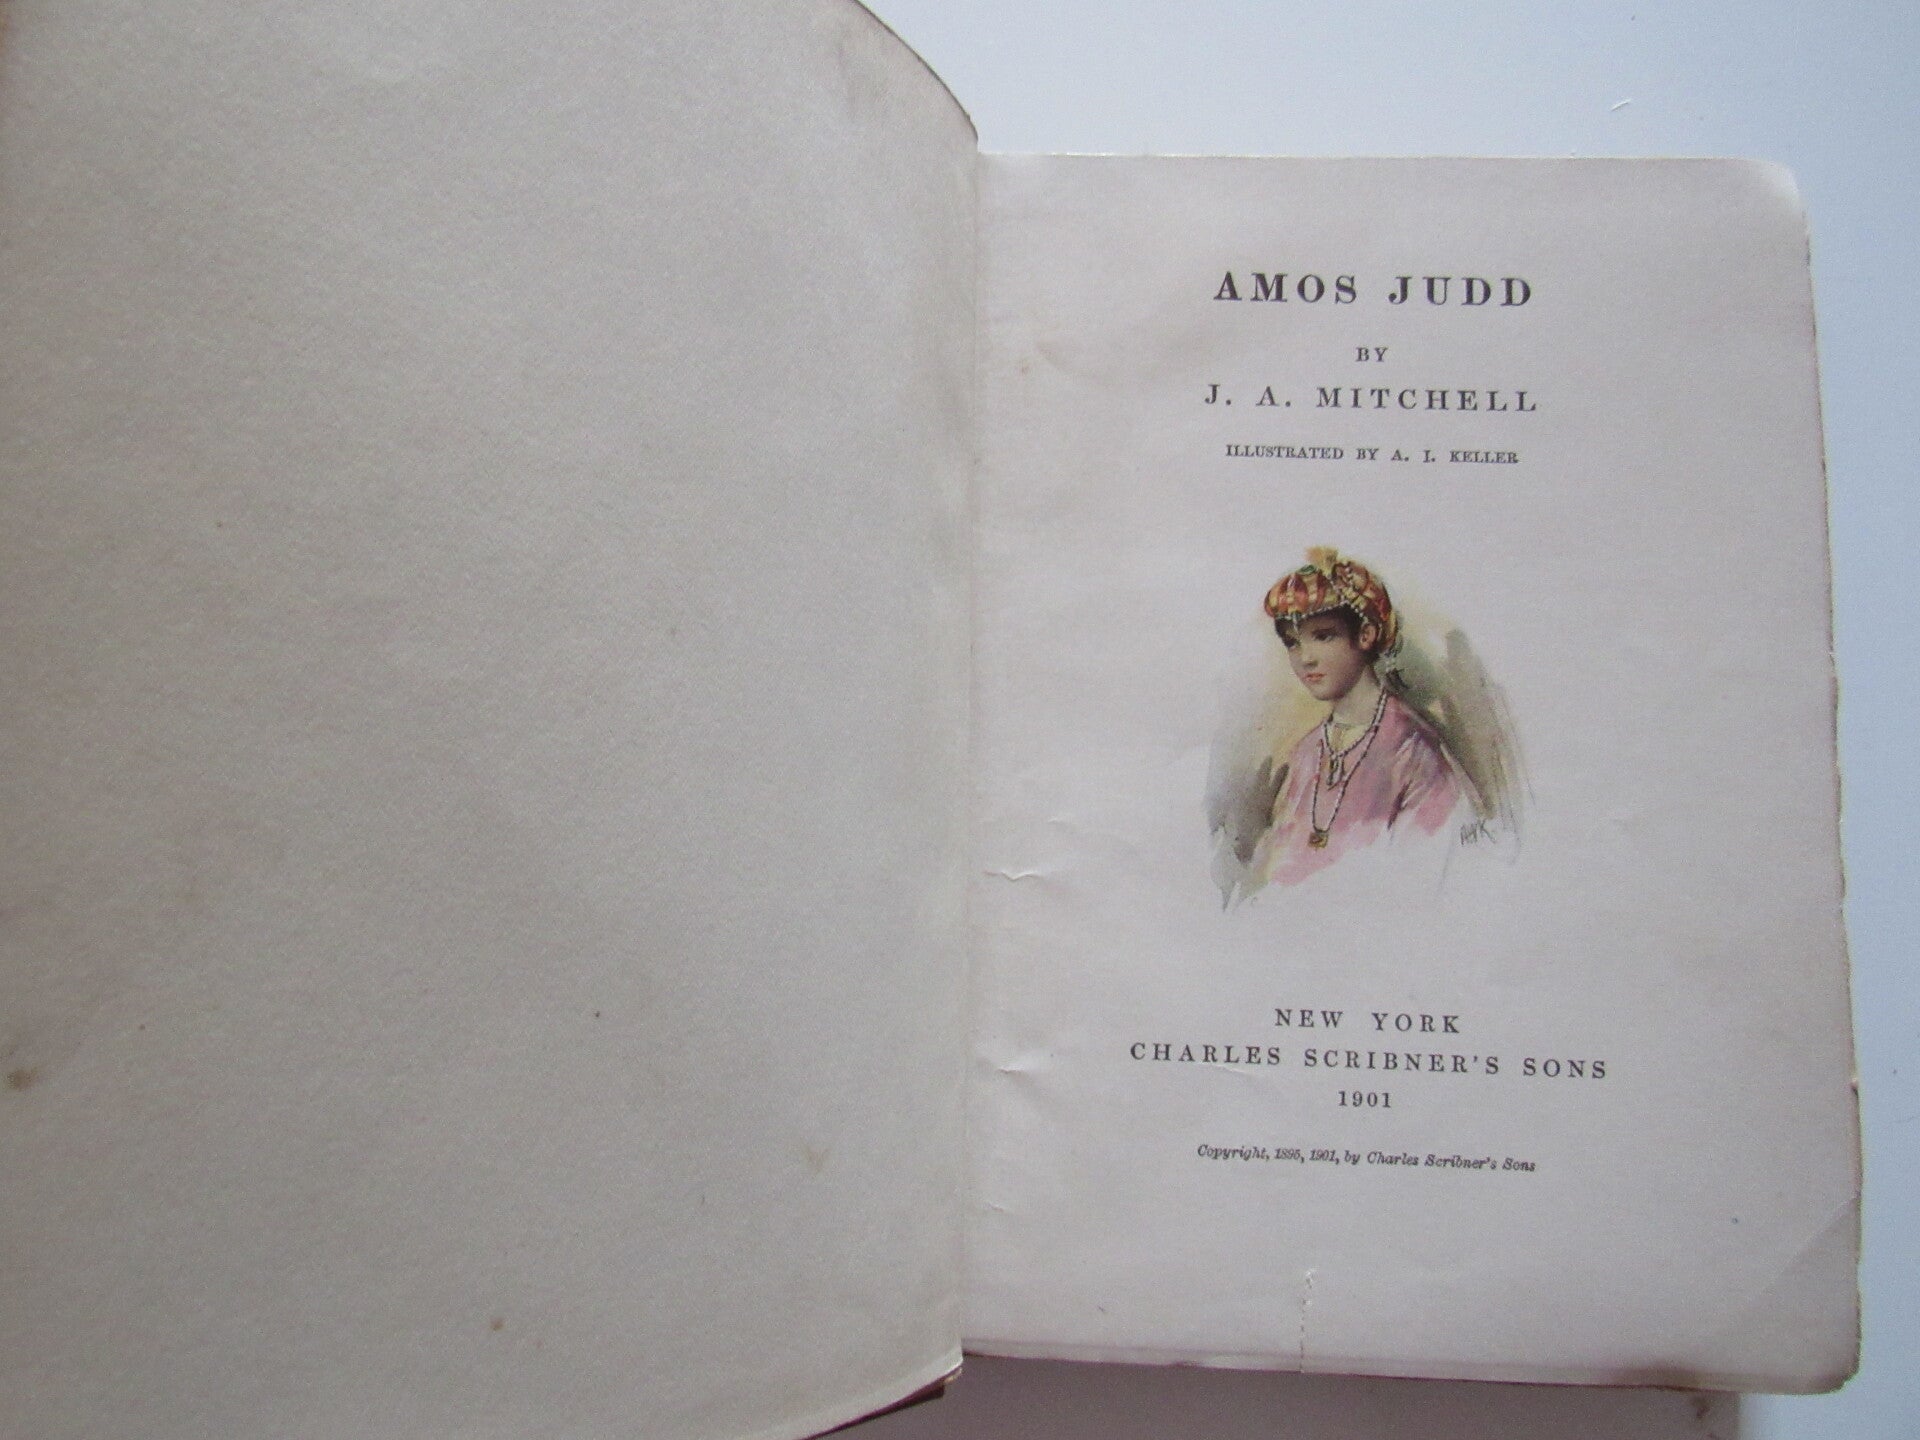 AMOS JUDD
BY
J. A. MITCHELL
ILLUSTRATED BY A. I. KELLER
NEW YORK
CHARLES SCRIBNER'S SONS
1901
Copyright, 1895, 1901, by Charles Scribner's Sons